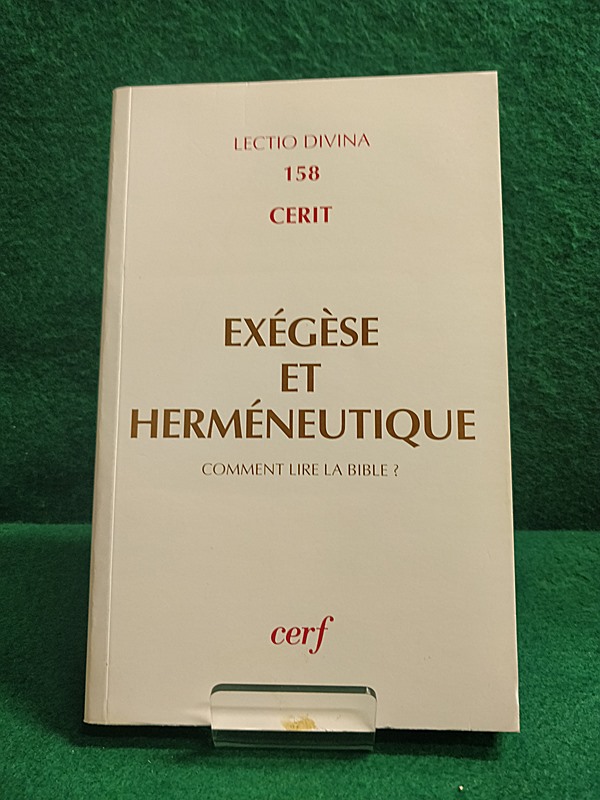 LECTIO DIVINA
158
CERIT
EXÉGÈSE
ET
HERMÉNEUTIQUE
COMMENT LIRE LA BIBLE ?
cerf